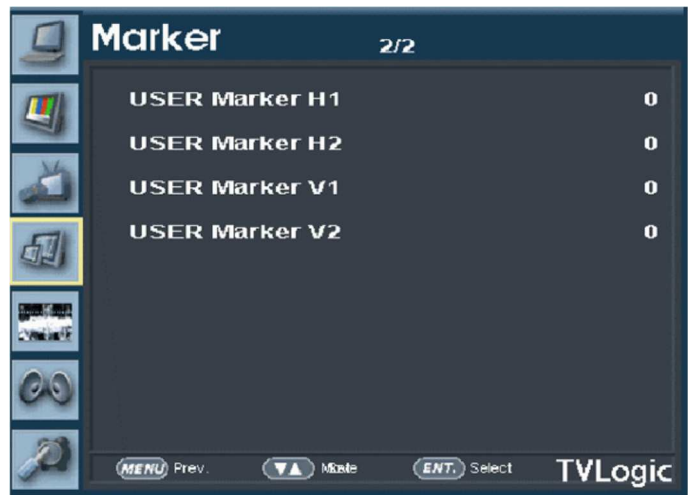 Marker 2/2
USER Marker H1 0
USER Marker H2 0
USER Marker V1 0
USER Marker V2 0
MENU Prev. ▼▲ ENT. Select TVLogic